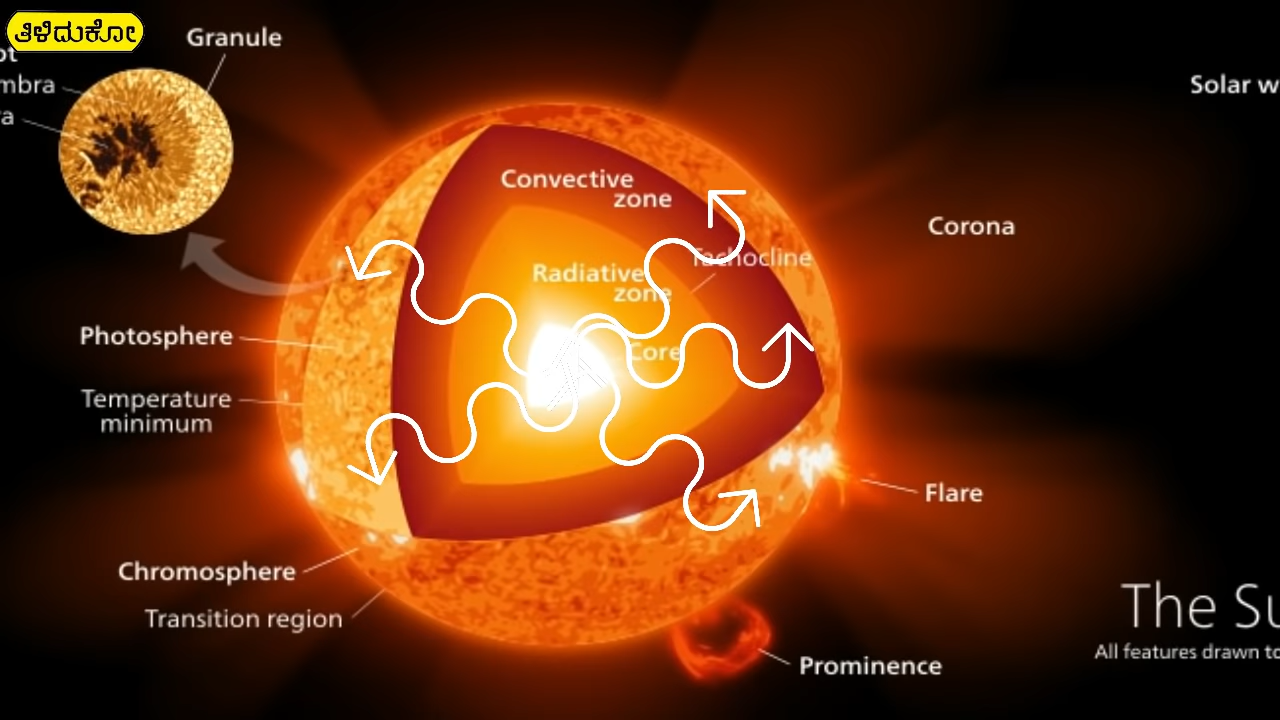 ತಿಳಿದುಕೋ
Granule
Solar w
Convective
zone
Corona
Tachocline
Radiative
zone
Photosphere
Core
Temperature
minimum
Flare
Chromosphere
Transition region
The Su
All features drawn to
Prominence